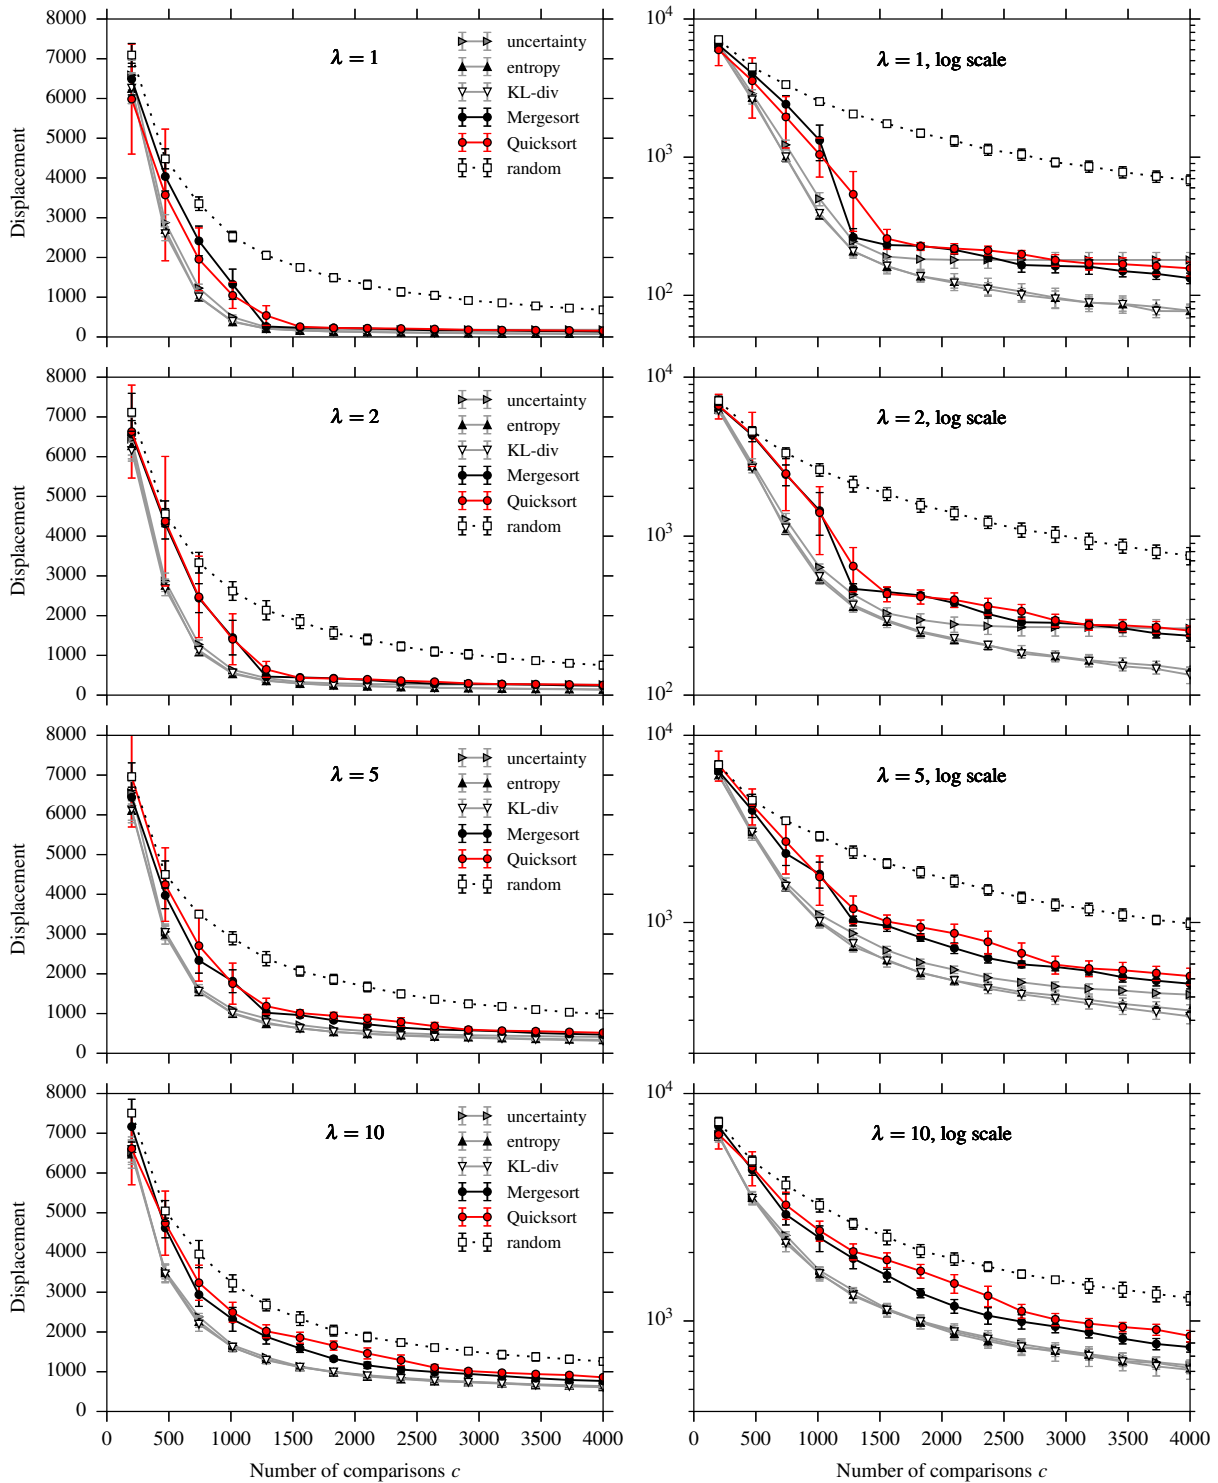 8000
7000
6000
5000
4000
3000
2000
1000
0
Displacement
λ = 1
uncertainty
entropy
KL-div
Mergesort
Quicksort
random
10^4
10^3
10^2
Displacement
λ = 1, log scale
8000
7000
6000
5000
4000
3000
2000
1000
0
Displacement
λ = 2
uncertainty
entropy
KL-div
Mergesort
Quicksort
random
10^4
10^3
10^2
Displacement
λ = 2, log scale
8000
7000
6000
5000
4000
3000
2000
1000
0
Displacement
λ = 5
uncertainty
entropy
KL-div
Mergesort
Quicksort
random
10^4
10^3
Displacement
λ = 5, log scale
8000
7000
6000
5000
4000
3000
2000
1000
0
Displacement
λ = 10
uncertainty
entropy
KL-div
Mergesort
Quicksort
random
0 500 1000 1500 2000 2500 3000 3500 4000
Number of comparisons c
10^4
10^3
Displacement
λ = 10, log scale
0 500 1000 1500 2000 2500 3000 3500 4000
Number of comparisons c